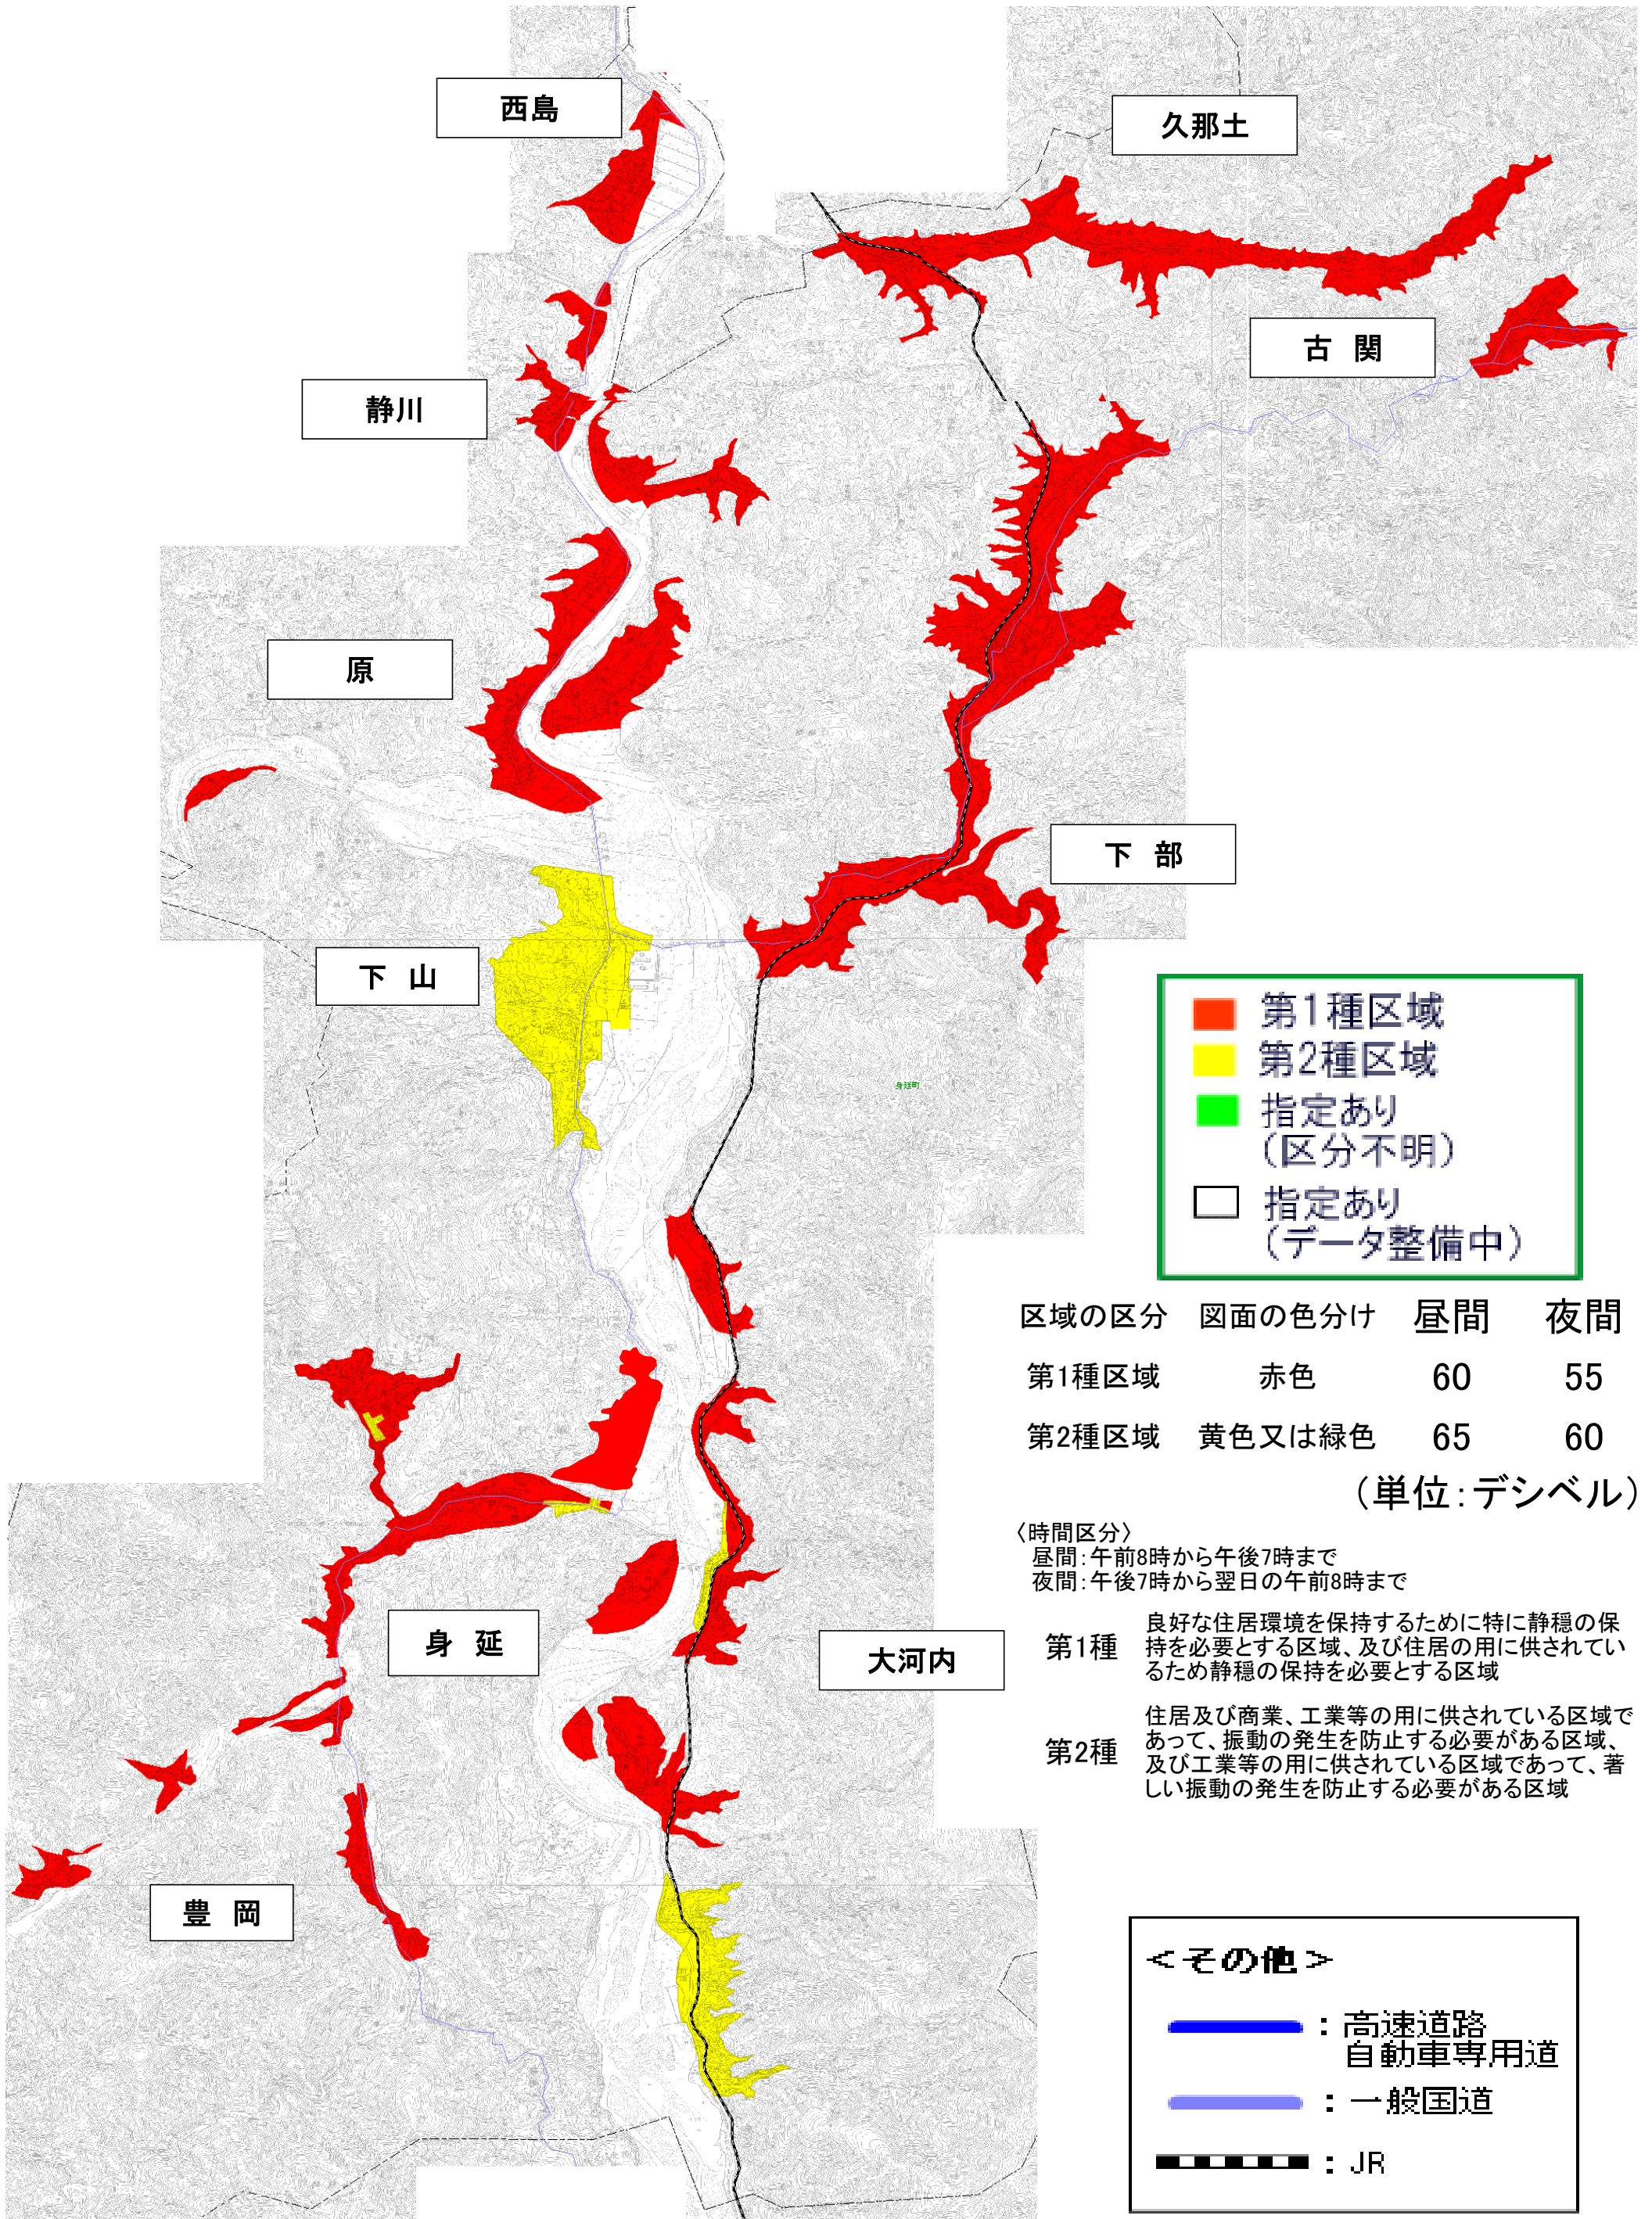 西島
久那土
古 関
静川
原
下 部
下 山
身延町
第1種区域
第2種区域
指定あり
（区分不明）
指定あり
（データ整備中）
区域の区分 図面の色分け 昼間 夜間
第1種区域 赤色 60 55
第2種区域 黄色又は緑色 65 60
（単位：デシベル）
〈時間区分〉
昼間：午前8時から午後7時まで
夜間：午後7時から翌日の午前8時まで
身 延
大河内
第1種
良好な住居環境を保持するために特に静穏の保
持を必要とする区域、及び住居の用に供されてい
るため静穏の保持を必要とする区域
第2種
住居及び商業、工業等の用に供されている区域で
あって、振動の発生を防止する必要がある区域、
及び工業等の用に供されている区域であって、著
しい振動の発生を防止する必要がある区域
豊 岡
＜その他＞
：高速道路
自動車専用道
：一般国道
：JR